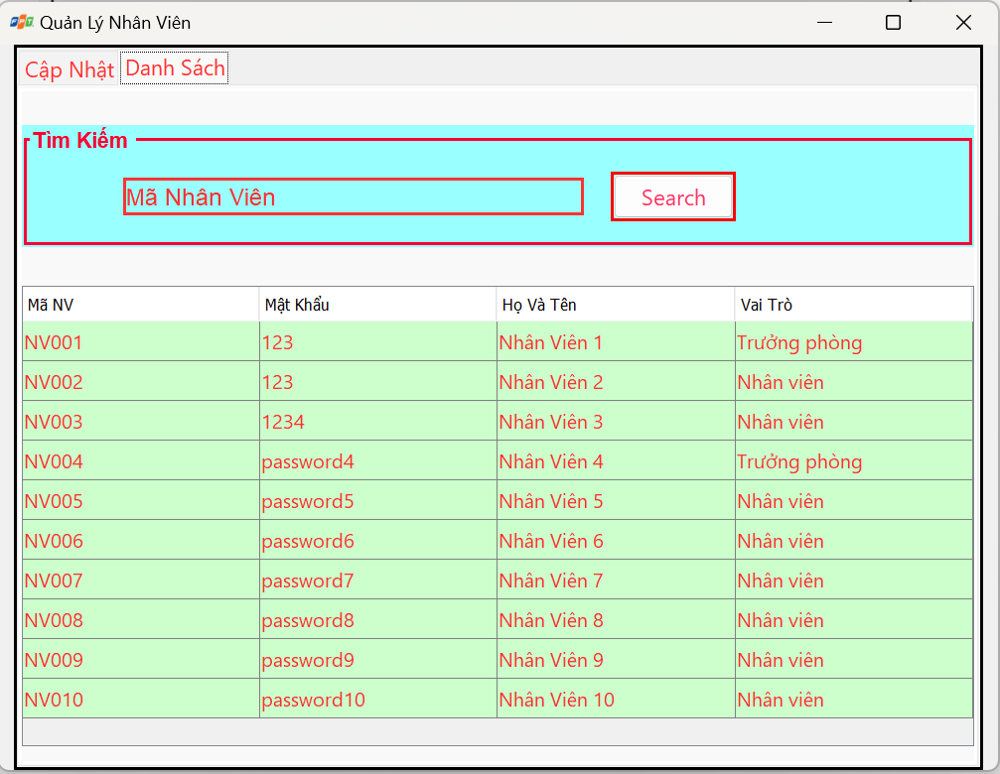 FPT Quản Lý Nhân Viên
Cập Nhật Danh Sách
Tìm Kiếm
Mã Nhân Viên Search
Mã NV Mật Khẩu Họ Và Tên Vai Trò
NV001 123 Nhân Viên 1 Trưởng phòng
NV002 123 Nhân Viên 2 Nhân viên
NV003 1234 Nhân Viên 3 Nhân viên
NV004 password4 Nhân Viên 4 Trưởng phòng
NV005 password5 Nhân Viên 5 Nhân viên
NV006 password6 Nhân Viên 6 Nhân viên
NV007 password7 Nhân Viên 7 Nhân viên
NV008 password8 Nhân Viên 8 Nhân viên
NV009 password9 Nhân Viên 9 Nhân viên
NV010 password10 Nhân Viên 10 Nhân viên